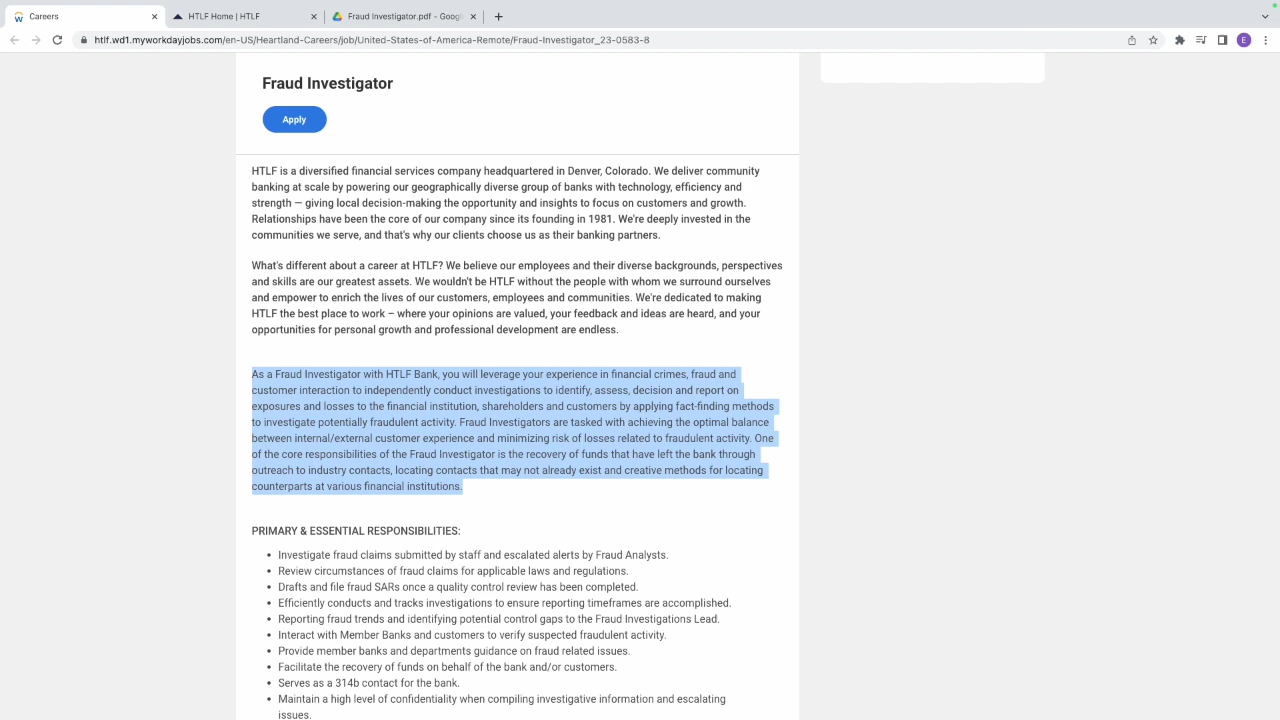 Careers
HTLF Home | HTLF
Fraud Investigator.pdf - Googl
htlf.wd1.myworkdayjobs.com/en-US/Heartland-Careers/job/United-States-of-America-Remote/Fraud-Investigator_23-0583-8
E
Fraud Investigator
Apply
HTLF is a diversified financial services company headquartered in Denver, Colorado. We deliver community
banking at scale by powering our geographically diverse group of banks with technology, efficiency and
strength — giving local decision-making the opportunity and insights to focus on customers and growth.
Relationships have been the core of our company since its founding in 1981. We're deeply invested in the
communities we serve, and that's why our clients choose us as their banking partners.
What's different about a career at HTLF? We believe our employees and their diverse backgrounds, perspectives
and skills are our greatest assets. We wouldn't be HTLF without the people with whom we surround ourselves
and empower to enrich the lives of our customers, employees and communities. We're dedicated to making
HTLF the best place to work – where your opinions are valued, your feedback and ideas are heard, and your
opportunities for personal growth and professional development are endless.
As a Fraud Investigator with HTLF Bank, you will leverage your experience in financial crimes, fraud and
customer interaction to independently conduct investigations to identify, assess, decision and report on
exposures and losses to the financial institution, shareholders and customers by applying fact-finding methods
to investigate potentially fraudulent activity. Fraud Investigators are tasked with achieving the optimal balance
between internal/external customer experience and minimizing risk of losses related to fraudulent activity. One
of the core responsibilities of the Fraud Investigator is the recovery of funds that have left the bank through
outreach to industry contacts, locating contacts that may not already exist and creative methods for locating
counterparts at various financial institutions.
PRIMARY & ESSENTIAL RESPONSIBILITIES:
• Investigate fraud claims submitted by staff and escalated alerts by Fraud Analysts.
• Review circumstances of fraud claims for applicable laws and regulations.
• Drafts and file fraud SARs once a quality control review has been completed.
• Efficiently conducts and tracks investigations to ensure reporting timeframes are accomplished.
• Reporting fraud trends and identifying potential control gaps to the Fraud Investigations Lead.
• Interact with Member Banks and customers to verify suspected fraudulent activity.
• Provide member banks and departments guidance on fraud related issues.
• Facilitate the recovery of funds on behalf of the bank and/or customers.
• Serves as a 314b contact for the bank.
• Maintain a high level of confidentiality when compiling investigative information and escalating
issues.